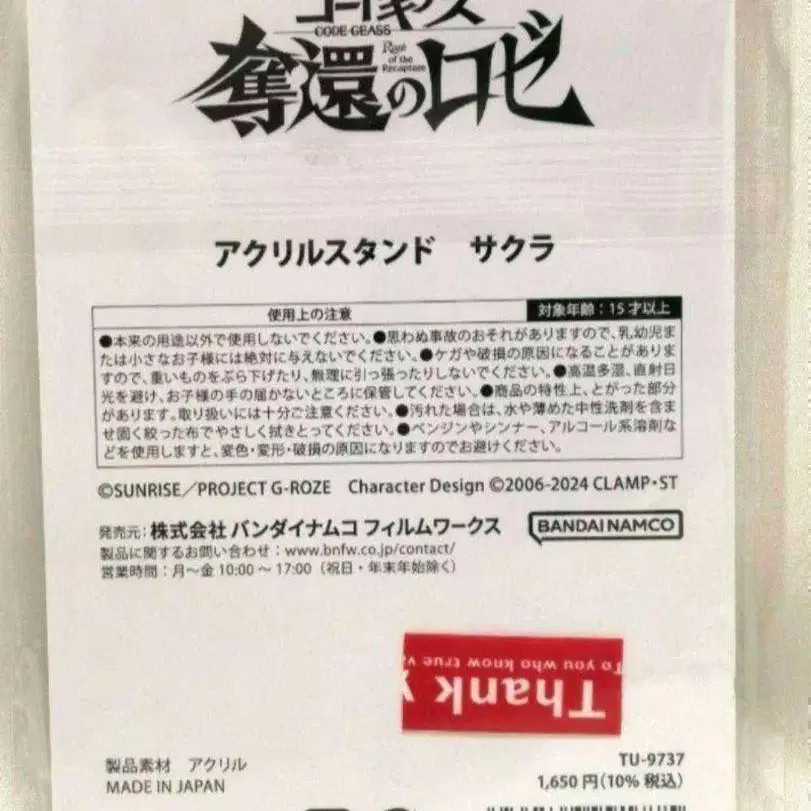 コードギアス
CODE GEASS
奪還のロゼ
Rozé
of the
Recapture
アクリルスタンド　サクラ
使用上の注意
対象年齢：15才以上
●本来の用途以外で使用しないでください。●思わぬ事故のおそれがありますので、乳幼児ま
たは小さなお子様には絶対に与えないでください。●ケガや破損の原因になることがありま
すので、重いものをぶら下げたり、無理に引っ張ったりしないでください。●高温多湿、直射日
光を避け、お子様の手の届かないところに保管してください。●商品の特性上、とがった部分
があります。取り扱いには十分ご注意ください。●汚れた場合は、水や薄めた中性洗剤を含ま
せ固く絞った布でやさしく拭きとってください。●ベンジンやシンナー、アルコール系溶剤な
どを使用しますと、変色・変形・破損の原因になりますのでお避けください。
©SUNRISE／PROJECT G-ROZE　Character Design ©2006-2024 CLAMP・ST
発売元：株式会社 バンダイナムコ フィルムワークス
BANDAI NAMCO
製品に関するお問い合わせ：www.bnfw.co.jp/contact/
営業時間：月～金 10:00～17:00（祝日・年末年始除く）
To you who know true
Thank
製品素材　アクリル
MADE IN JAPAN
TU-9737
1,650円（10% 税込）